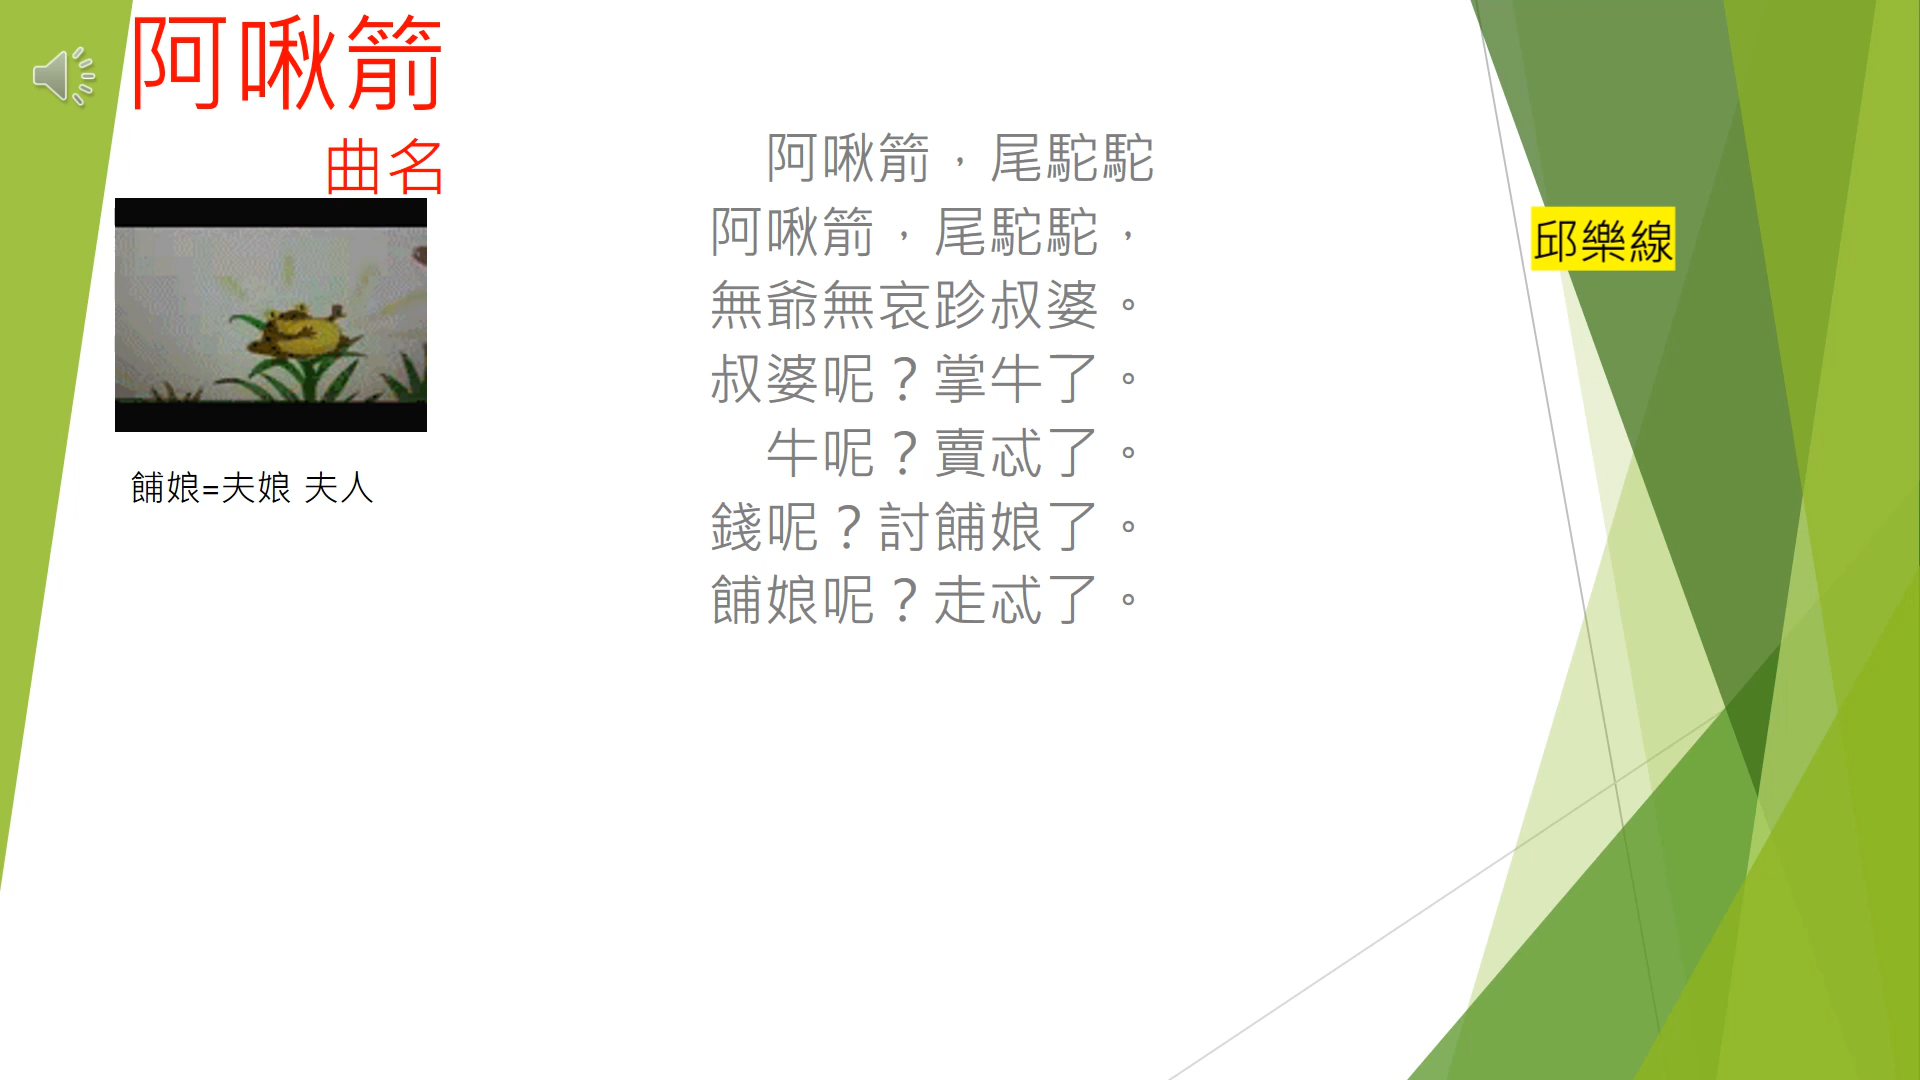 阿啾箭
曲名
餔娘=夫娘 夫人
阿啾箭，尾駝駝
阿啾箭，尾駝駝，
無爺無哀跈叔婆。
叔婆呢？掌牛了。
牛呢？賣忒了。
錢呢？討餔娘了。
餔娘呢？走忒了。
邱樂線